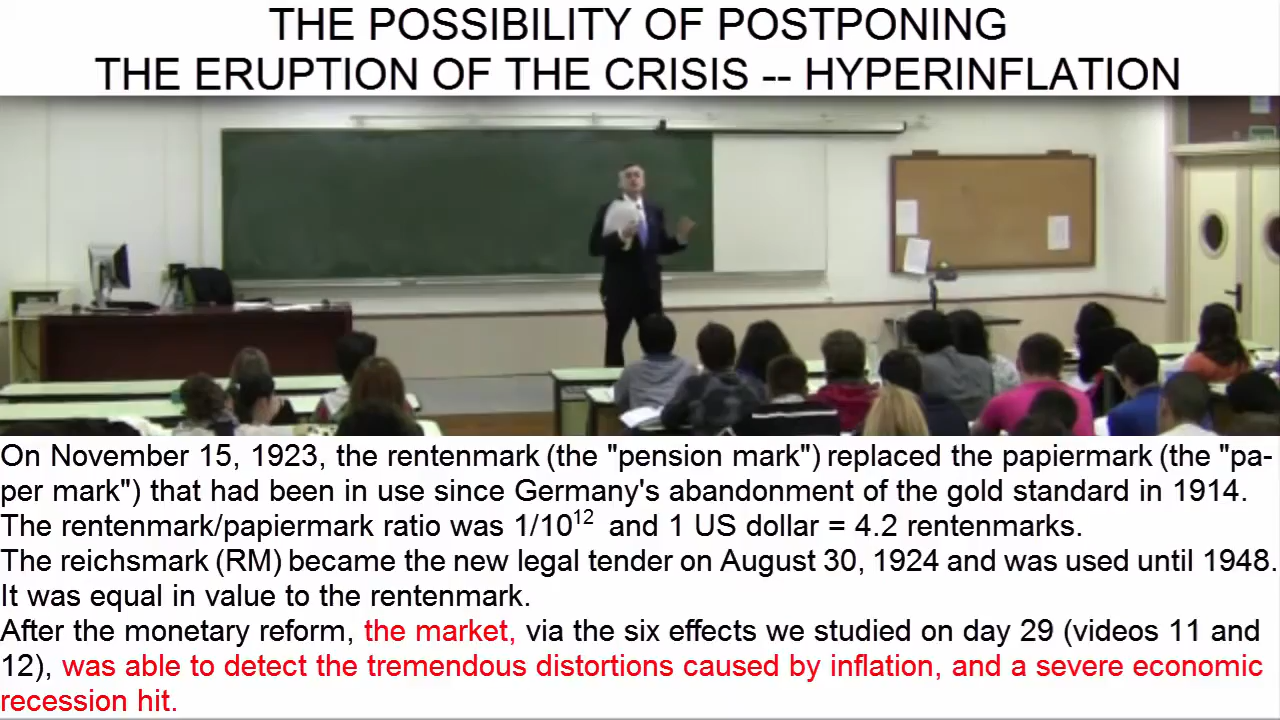 THE POSSIBILITY OF POSTPONING
THE ERUPTION OF THE CRISIS -- HYPERINFLATION
On November 15, 1923, the rentenmark (the "pension mark") replaced the papiermark (the "pa-
per mark") that had been in use since Germany's abandonment of the gold standard in 1914.
The rentenmark/papiermark ratio was 1/10¹² and 1 US dollar = 4.2 rentenmarks.
The reichsmark (RM) became the new legal tender on August 30, 1924 and was used until 1948.
It was equal in value to the rentenmark.
After the monetary reform, the market, via the six effects we studied on day 29 (videos 11 and
12), was able to detect the tremendous distortions caused by inflation, and a severe economic
recession hit.